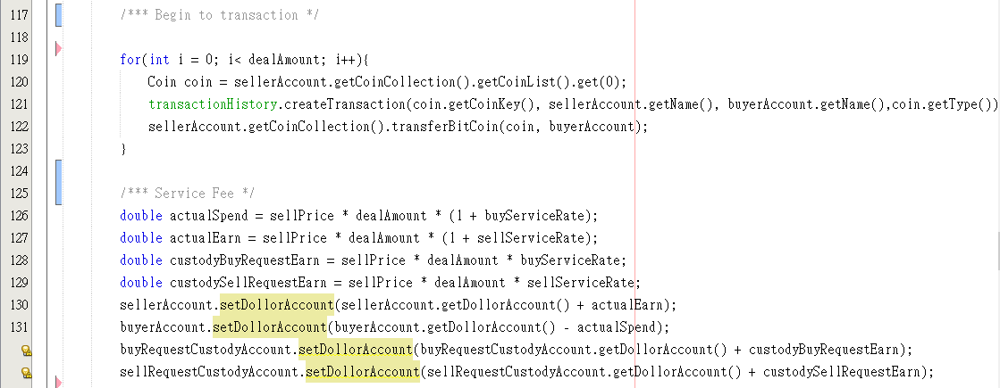 117 /*** Begin to transaction */
118
119 for(int i = 0; i< dealAmount; i++){
120 Coin coin = sellerAccount.getCoinCollection().getCoinList().get(0);
121 transactionHistory.createTransaction(coin.getCoinKey(), sellerAccount.getName(), buyerAccount.getName(),coin.getType())
122 sellerAccount.getCoinCollection().transferBitCoin(coin, buyerAccount);
123 }
124
125 /*** Service Fee */
126 double actualSpend = sellPrice * dealAmount * (1 + buyServiceRate);
127 double actualEarn = sellPrice * dealAmount * (1 + sellServiceRate);
128 double custodyBuyRequestEarn = sellPrice * dealAmount * buyServiceRate;
129 double custodySellRequestEarn = sellPrice * dealAmount * sellServiceRate;
130 sellerAccount.setDollorAccount(sellerAccount.getDollorAccount() + actualEarn);
131 buyerAccount.setDollorAccount(buyerAccount.getDollorAccount() - actualSpend);
buyRequestCustodyAccount.setDollorAccount(buyRequestCustodyAccount.getDollorAccount() + custodyBuyRequestEarn);
sellRequestCustodyAccount.setDollorAccount(sellRequestCustodyAccount.getDollorAccount() + custodySellRequestEarn);